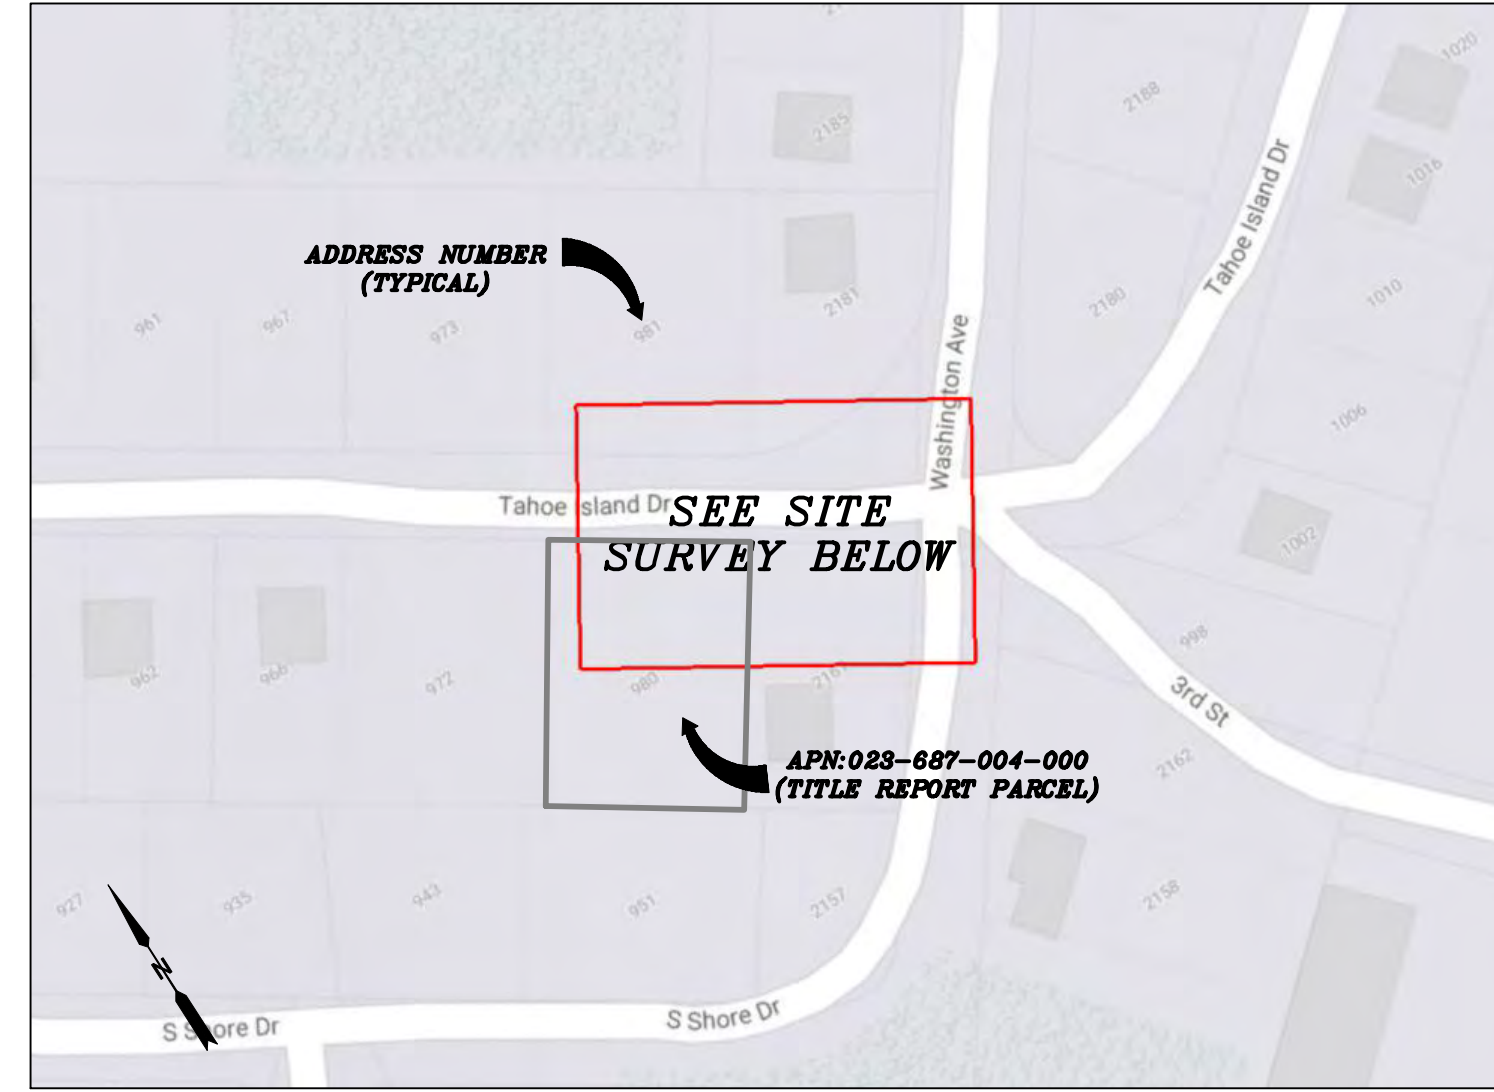 1020
2188
2185
1016
Tahoe Island Dr
ADDRESS NUMBER
(TYPICAL)
961
967
973
981
2181
2180
1010
Washington Ave
1006
Tahoe Island Dr
SEE SITE
SURVEY BELOW
1002
998
962
966
972
980
2161
3rd St
APN:023-687-004-000
(TITLE REPORT PARCEL)
2162
927
935
943
951
2157
2158
N
S Shore Dr
S Shore Dr